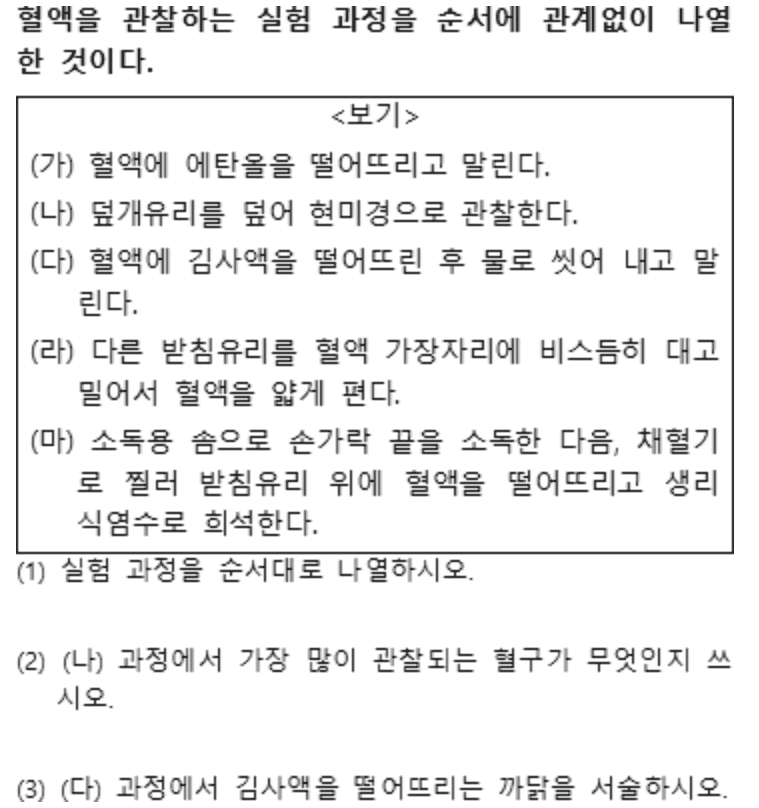 혈액을 관찰하는 실험 과정을 순서에 관계없이 나열
한 것이다.
<보기>
(가) 혈액에 에탄올을 떨어뜨리고 말린다.
(나) 덮개유리를 덮어 현미경으로 관찰한다.
(다) 혈액에 김사액을 떨어뜨린 후 물로 씻어 내고 말
린다.
(라) 다른 받침유리를 혈액 가장자리에 비스듬히 대고
밀어서 혈액을 얇게 편다.
(마) 소독용 솜으로 손가락 끝을 소독한 다음, 채혈기
로 찔러 받침유리 위에 혈액을 떨어뜨리고 생리
식염수로 희석한다.
(1) 실험 과정을 순서대로 나열하시오.
(2) (나) 과정에서 가장 많이 관찰되는 혈구가 무엇인지 쓰
시오.
(3) (다) 과정에서 김사액을 떨어뜨리는 까닭을 서술하시오.